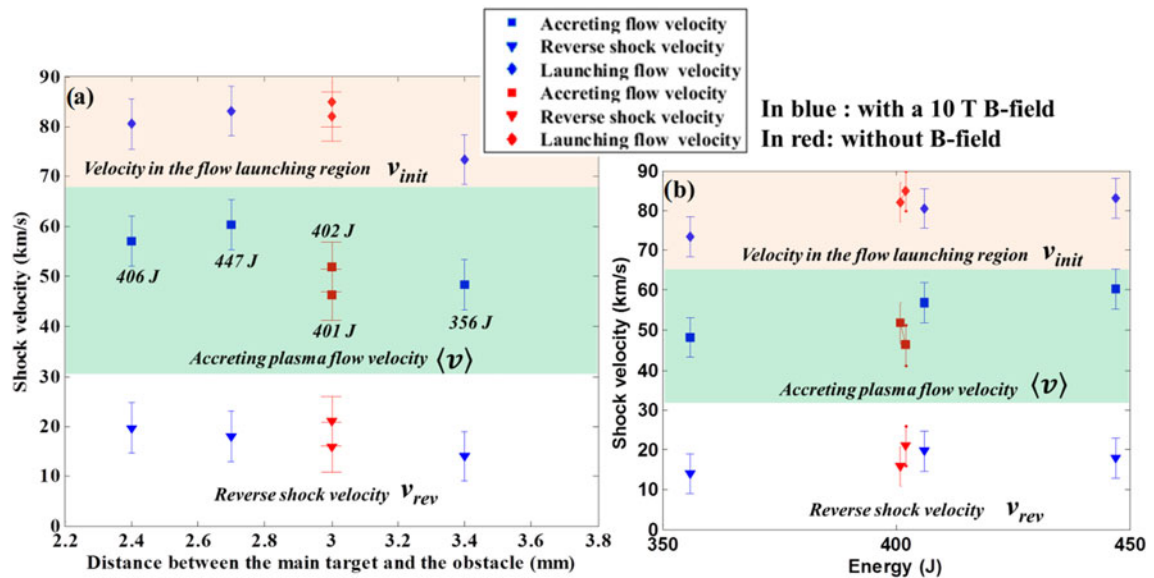 Accreting flow velocity
Reverse shock velocity
Launching flow velocity
Accreting flow velocity
Reverse shock velocity
Launching flow velocity
In blue : with a 10 T B-field
In red: without B-field
(a)
Shock velocity (km/s)
90
80
70
60
50
40
30
20
10
0
Velocity in the flow launching region v_init
406 J
447 J
402 J
401 J
356 J
Accreting plasma flow velocity ⟨v⟩
Reverse shock velocity v_rev
2.2 2.4 2.6 2.8 3 3.2 3.4 3.6 3.8
Distance between the main target and the obstacle (mm)
(b)
Shock velocity (km/s)
90
80
70
60
50
40
30
20
10
0
Velocity in the flow launching region v_init
Accreting plasma flow velocity ⟨v⟩
Reverse shock velocity v_rev
350 400 450
Energy (J)